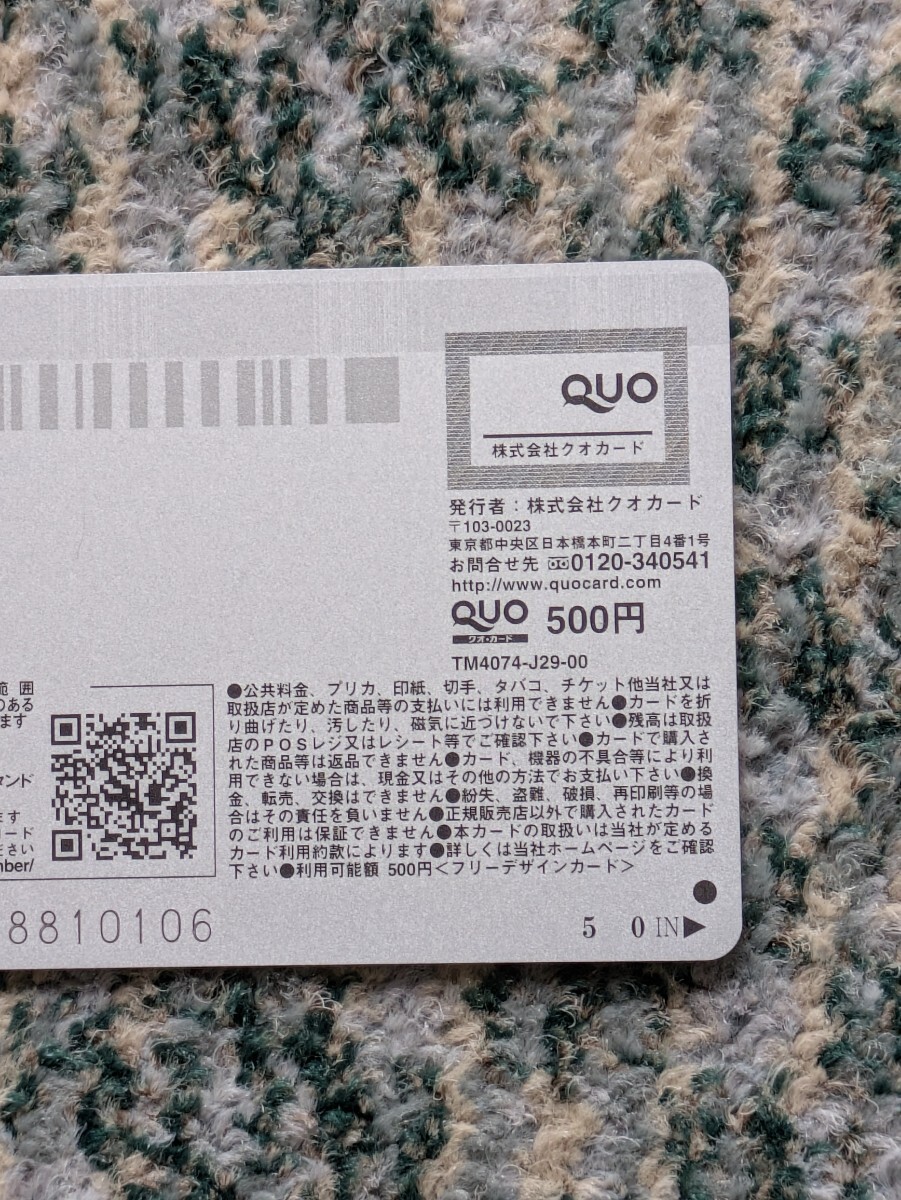 QUO
株式会社クオカード
発行者：株式会社クオカード
〒103-0023
東京都中央区日本橋本町二丁目4番1号
お問合せ先 0120-340541
http://www.quocard.com
QUO 500円
クオ・カード
TM4074-J29-00
範囲
のある
ます
タンド
ます
ード
ださい
mber/
●公共料金、プリカ、印紙、切手、タバコ、チケット他当社又は
取扱店が定めた商品等の支払いには利用できません●カードを折
り曲げたり、汚したり、磁気に近づけないで下さい●残高は取扱
店のPOSレジ又はレシート等でご確認下さい●カードで購入さ
れた商品等は返品できません●カード、機器の不具合等により利
用できない場合は、現金又はその他の方法でお支払い下さい●換
金、転売、交換はできません●紛失、盗難、破損、再印刷等の場
合はその責任を負いません●正規販売店以外で購入されたカード
のご利用は保証できません●本カードの取扱いは当社が定める
カード利用約款によります●詳しくは当社ホームページをご確認
下さい●利用可能額 500円＜フリーデザインカード＞
8810106
5 0 IN▶